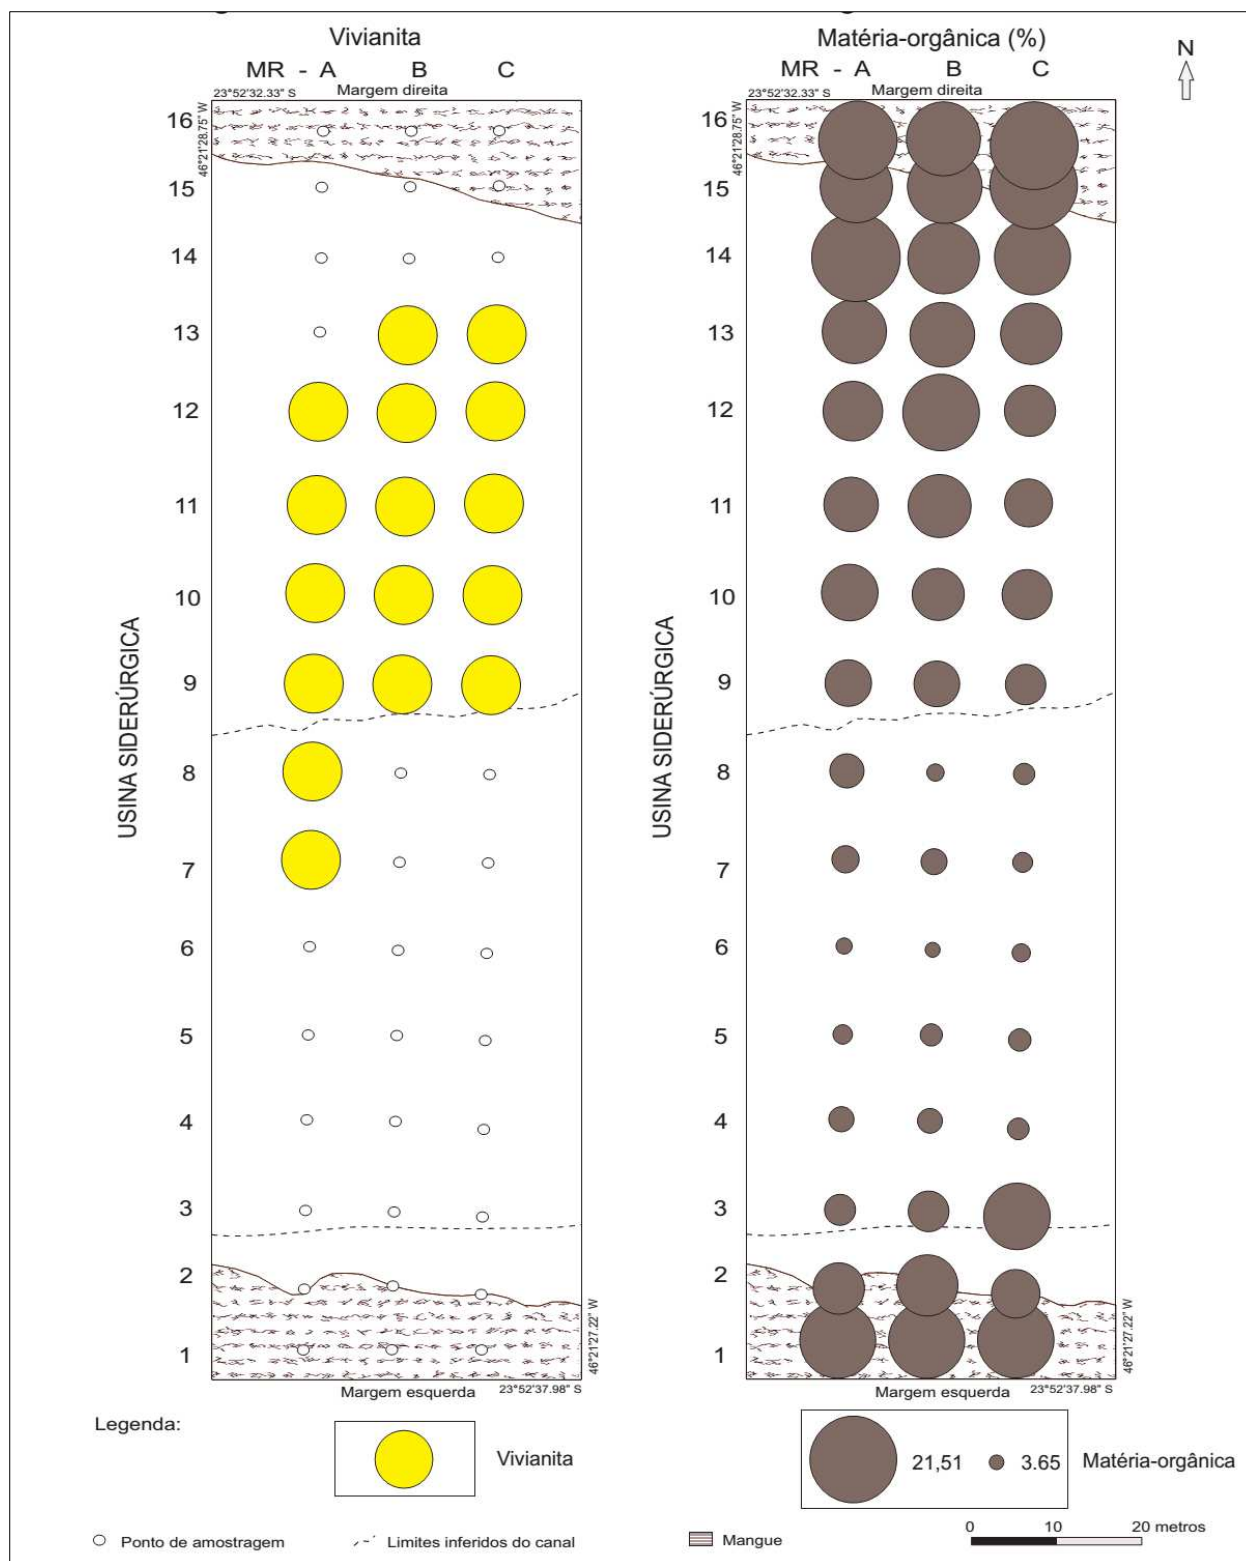 Vivianita
MR - A B C
23°52'32.33" S
Margem direita
46°21'28.75" W
16
15
14
13
12
11
10
9
8
7
6
5
4
3
2
1
USINA SIDERÚRGICA
Margem esquerda
23°52'37.98" S
46°21'27.22" W
Matéria-orgânica (%)
MR - A B C
23°52'32.33" S
Margem direita
46°21'28.75" W
N
16
15
14
13
12
11
10
9
8
7
6
5
4
3
2
1
USINA SIDERÚRGICA
Margem esquerda
23°52'37.98" S
46°21'27.22" W
Legenda:
Vivianita
21,51 3.65 Matéria-orgânica
Ponto de amostragem
Limites inferidos do canal
Mangue
0 10 20 metros